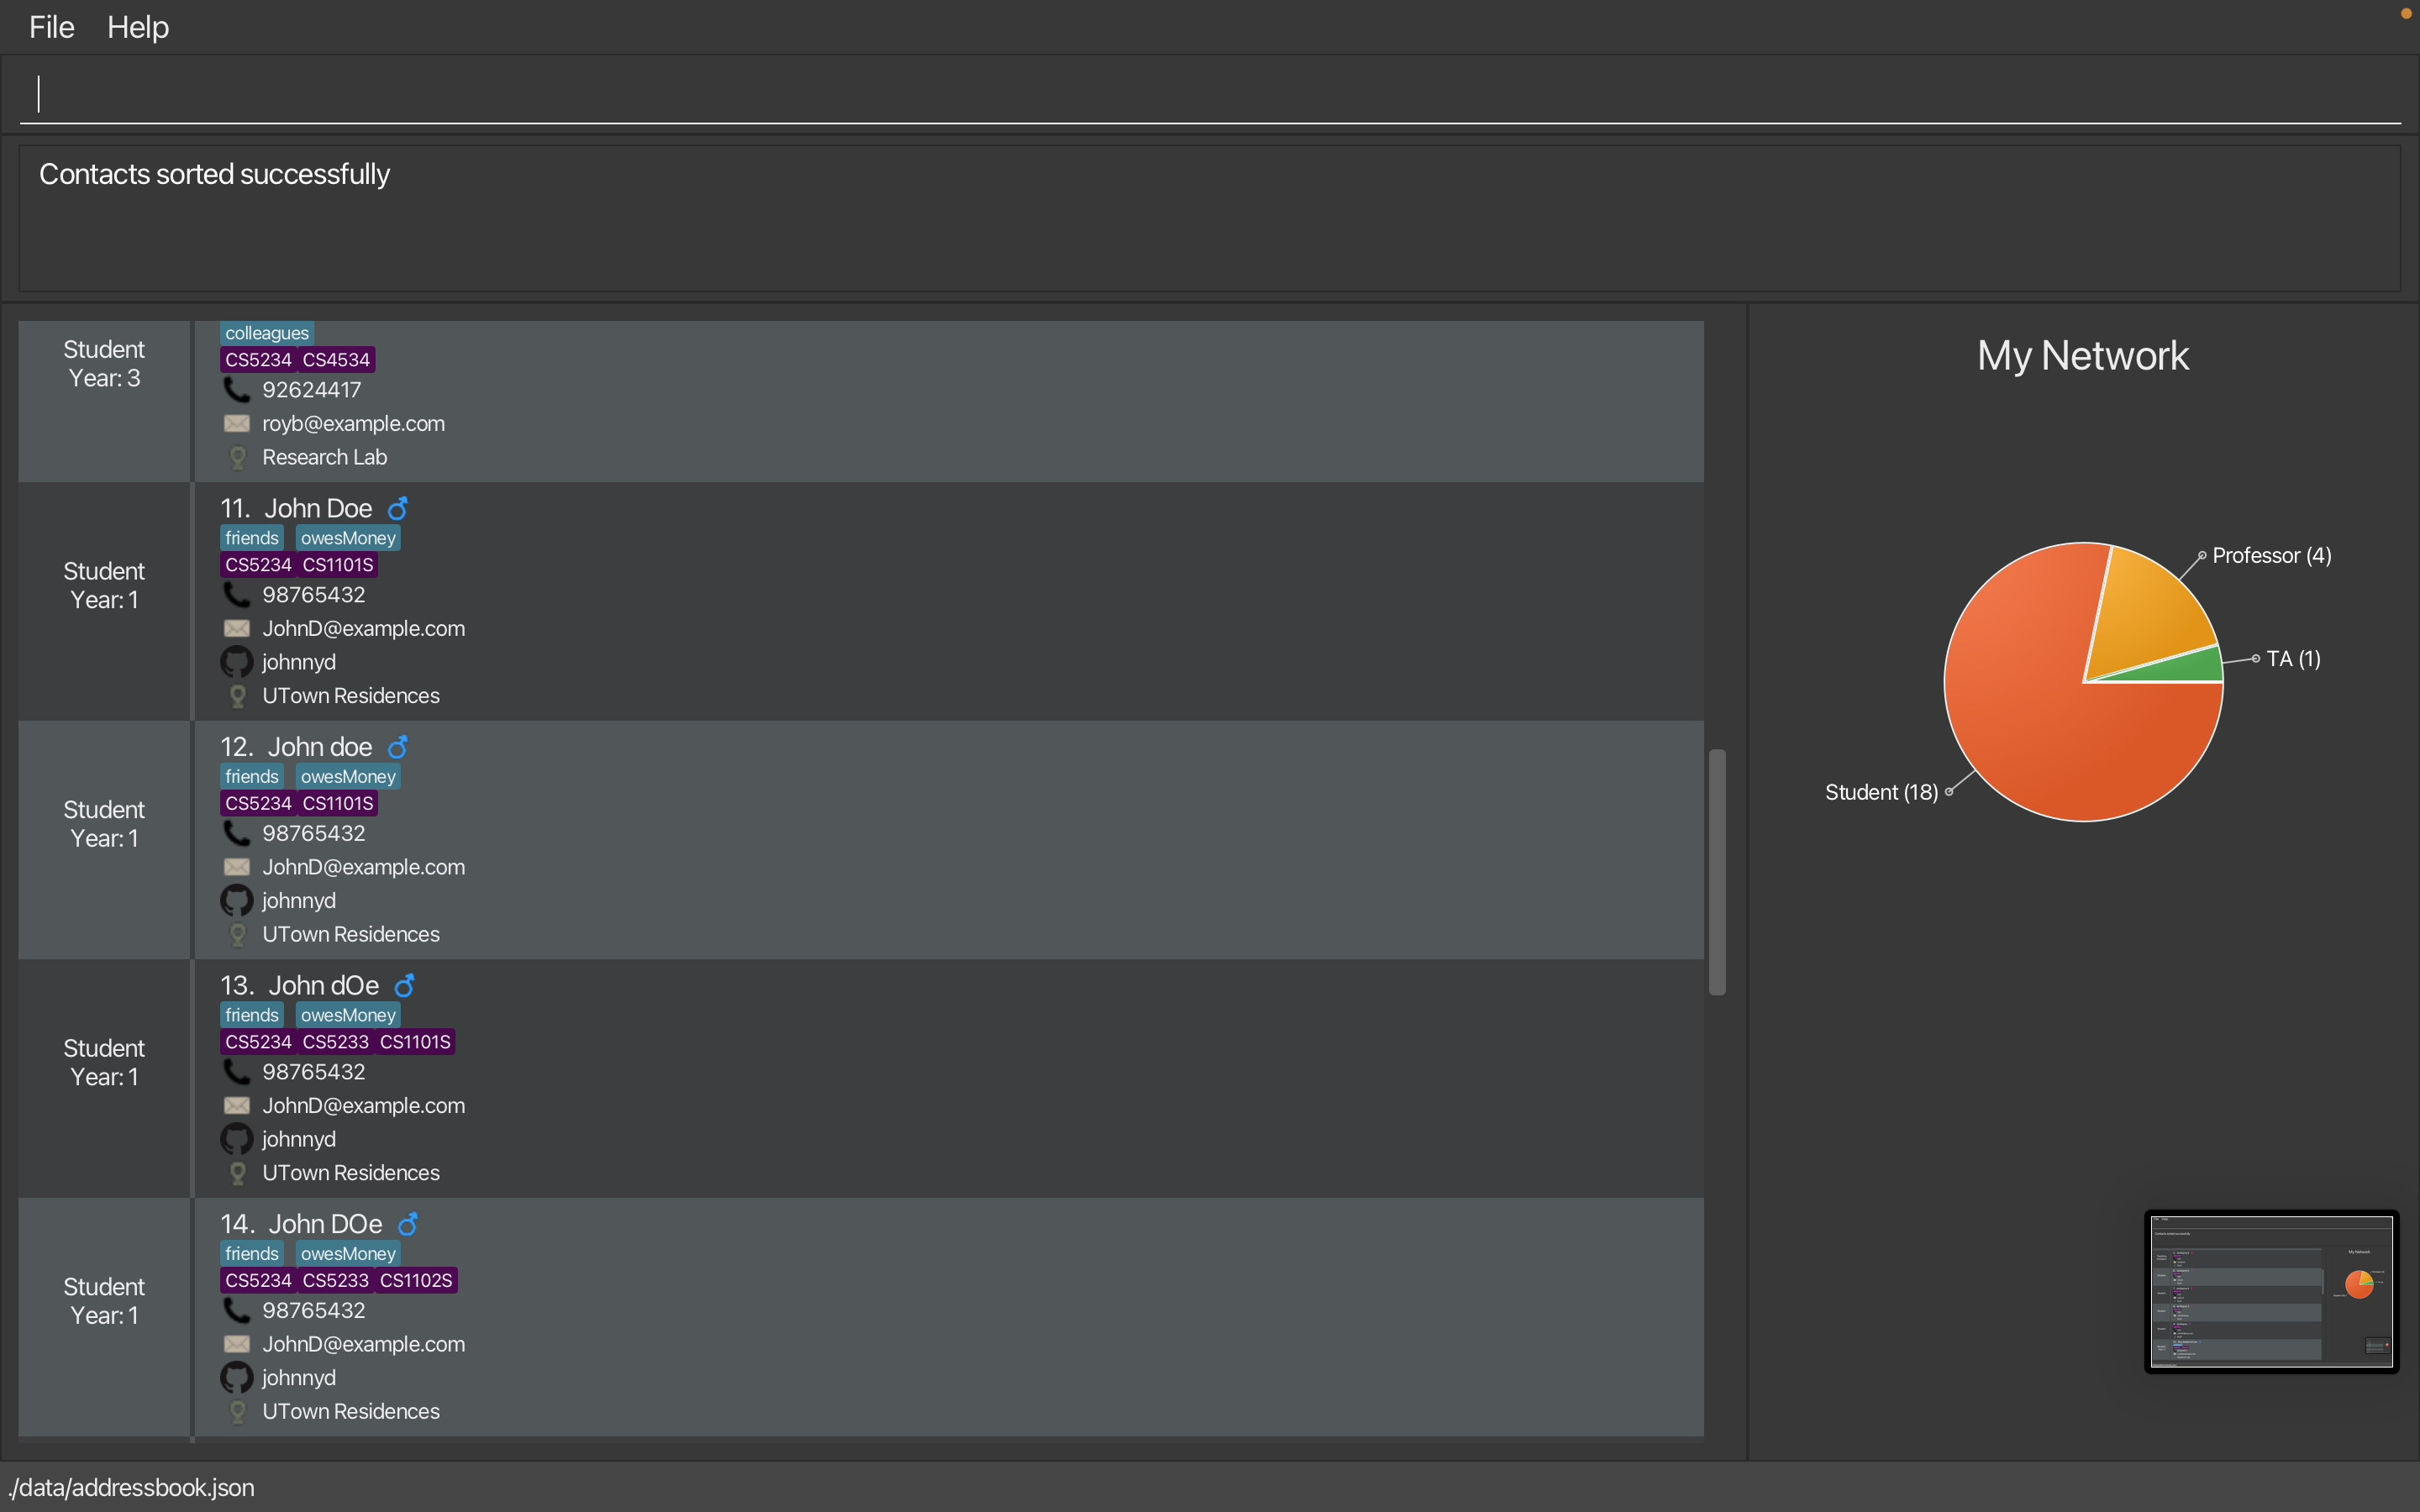 File Help
Contacts sorted successfully
Student
Year: 3
colleagues
CS5234 CS4534
92624417
royb@example.com
Research Lab
Student
Year: 1
11. John Doe
friends owesMoney
CS5234 CS1101S
98765432
JohnD@example.com
johnnyd
UTown Residences
Student
Year: 1
12. John doe
friends owesMoney
CS5234 CS1101S
98765432
JohnD@example.com
johnnyd
UTown Residences
Student
Year: 1
13. John dOe
friends owesMoney
CS5234 CS5233 CS1101S
98765432
JohnD@example.com
johnnyd
UTown Residences
Student
Year: 1
14. John DOe
friends owesMoney
CS5234 CS5233 CS1102S
98765432
JohnD@example.com
johnnyd
UTown Residences
My Network
Professor (4)
TA (1)
Student (18)
./data/addressbook.json